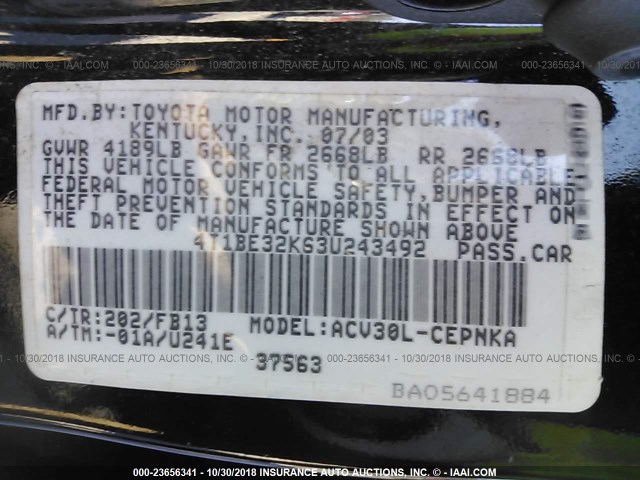 000-23656341 - 10/30/2018 INSURANCE AUTO AUCTIONS, INC. ("IAA") - IAAI.COM
MFD.BY:TOYOTA MOTOR MANUFACTURING,
KENTUCKY,INC. 07/03
GVWR 4189LB GAWR FR 2668LB RR 2668LB
THIS VEHICLE CONFORMS TO ALL APPLICABLE
FEDERAL MOTOR VEHICLE SAFETY,BUMPER AND
THEFT PREVENTION STANDARDS IN EFFECT ON
THE DATE OF MANUFACTURE SHOWN ABOVE
4T1BE32K63U243492 PASS.CAR
C/TR:202/FB13 MODEL:ACV30L-CEPNKA
A/TM:-01A/U241E
37563
BA05641884
000-23656341 - 10/30/2018 INSURANCE AUTO AUCTIONS, INC. ("IAA") - IAAI.COM